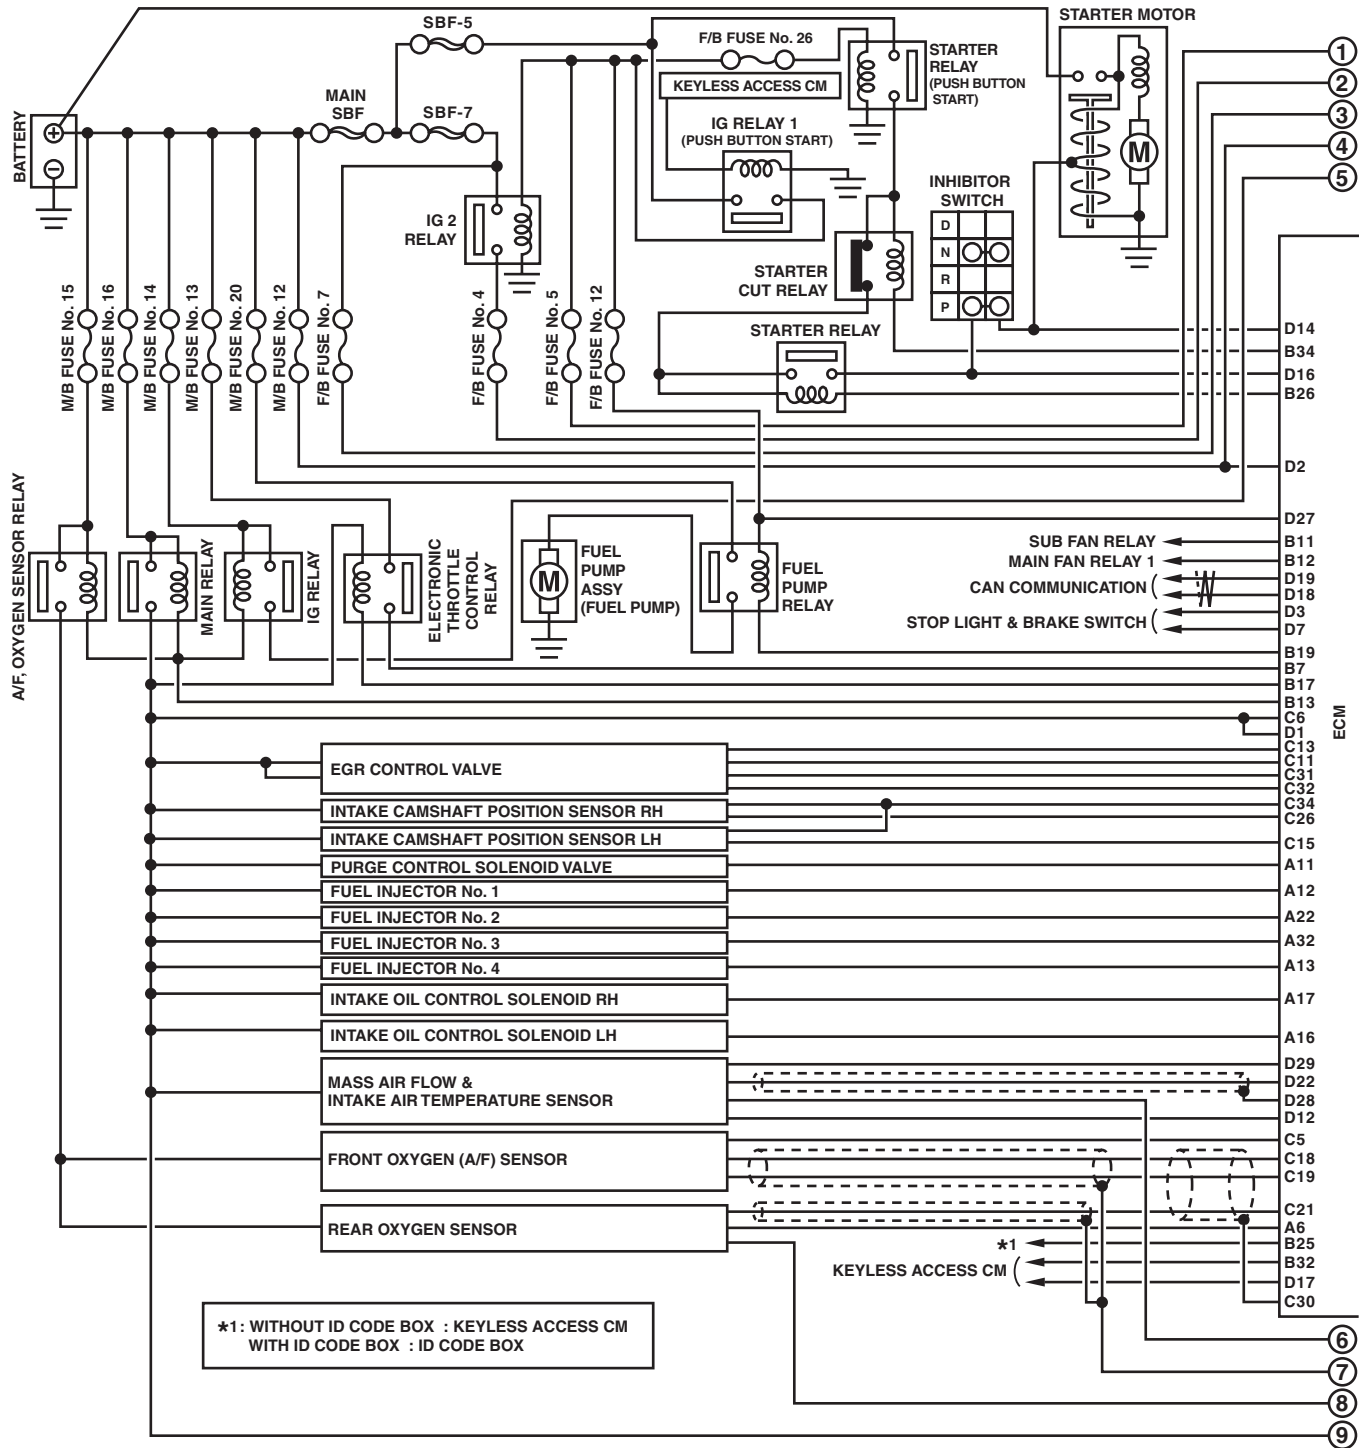 SBF-5
F/B FUSE No. 26
STARTER MOTOR
KEYLESS ACCESS CM
STARTER
RELAY
(PUSH BUTTON
START)
1
2
3
4
5
BATTERY
+
−
MAIN
SBF
SBF-7
IG RELAY 1
(PUSH BUTTON START)
M
IG 2
RELAY
INHIBITOR
SWITCH
D
N
R
P
STARTER
CUT RELAY
STARTER RELAY
M/B FUSE No. 15
M/B FUSE No. 16
M/B FUSE No. 14
M/B FUSE No. 13
M/B FUSE No. 20
M/B FUSE No. 12
F/B FUSE No. 7
F/B FUSE No. 4
F/B FUSE No. 5
F/B FUSE No. 12
D14
B34
D16
B26
D2
D27
B11
B12
D19
D18
D3
D7
B19
B7
B17
B13
C6
D1
C13
C11
C31
C32
C34
C26
C15
A11
A12
A22
A32
A13
A17
A16
D29
D22
D28
D12
C5
C18
C19
C21
A6
B25
B32
D17
C30
ECM
A/F, OXYGEN SENSOR RELAY
MAIN RELAY
IG RELAY
ELECTRONIC
THROTTLE
CONTROL
RELAY
M
FUEL
PUMP
ASSY
(FUEL PUMP)
FUEL
PUMP
RELAY
SUB FAN RELAY
MAIN FAN RELAY 1
CAN COMMUNICATION (
STOP LIGHT & BRAKE SWITCH (
EGR CONTROL VALVE
INTAKE CAMSHAFT POSITION SENSOR RH
INTAKE CAMSHAFT POSITION SENSOR LH
PURGE CONTROL SOLENOID VALVE
FUEL INJECTOR No. 1
FUEL INJECTOR No. 2
FUEL INJECTOR No. 3
FUEL INJECTOR No. 4
INTAKE OIL CONTROL SOLENOID RH
INTAKE OIL CONTROL SOLENOID LH
MASS AIR FLOW &
INTAKE AIR TEMPERATURE SENSOR
FRONT OXYGEN (A/F) SENSOR
REAR OXYGEN SENSOR
*1
KEYLESS ACCESS CM (
*1: WITHOUT ID CODE BOX : KEYLESS ACCESS CM
WITH ID CODE BOX : ID CODE BOX
6
7
8
9